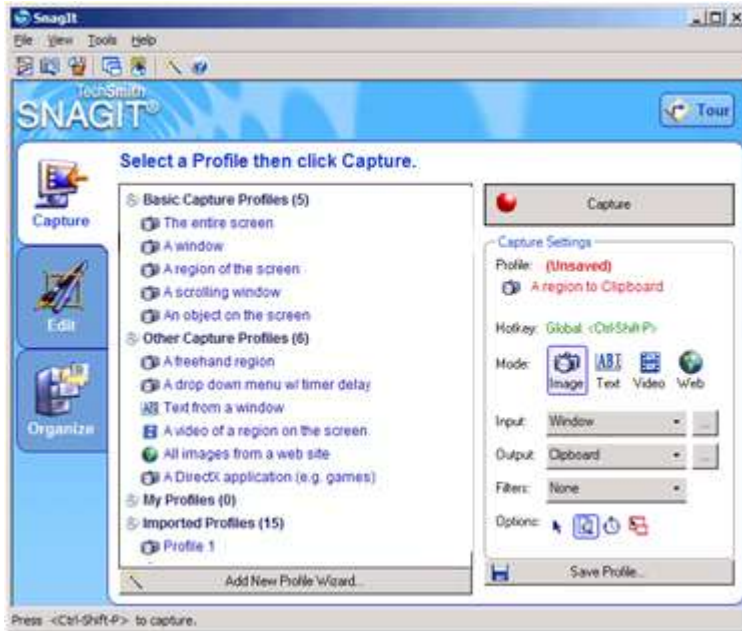 SnagIt
File View Tools Help
TechSmith
SNAGIT®
Tour
Select a Profile then click Capture.
Capture
Edit
Organize
Basic Capture Profiles (5)
The entire screen
A window
A region of the screen
A scrolling window
An object on the screen
Other Capture Profiles (6)
A freehand region
A drop down menu w/ timer delay
Text from a window
A video of a region on the screen
All images from a web site
A DirectX application (e.g. games)
My Profiles (0)
Imported Profiles (15)
Profile 1
Add New Profile Wizard...
Capture
Capture Settings
Profile: (Unsaved)
A region to Clipboard
Hotkey: Global <Ctrl-Shift-P>
Mode:
Image Text Video Web
Input: Window ...
Output: Clipboard ...
Filters: None
Options:
Save Profile...
Press <Ctrl-Shift-P> to capture.